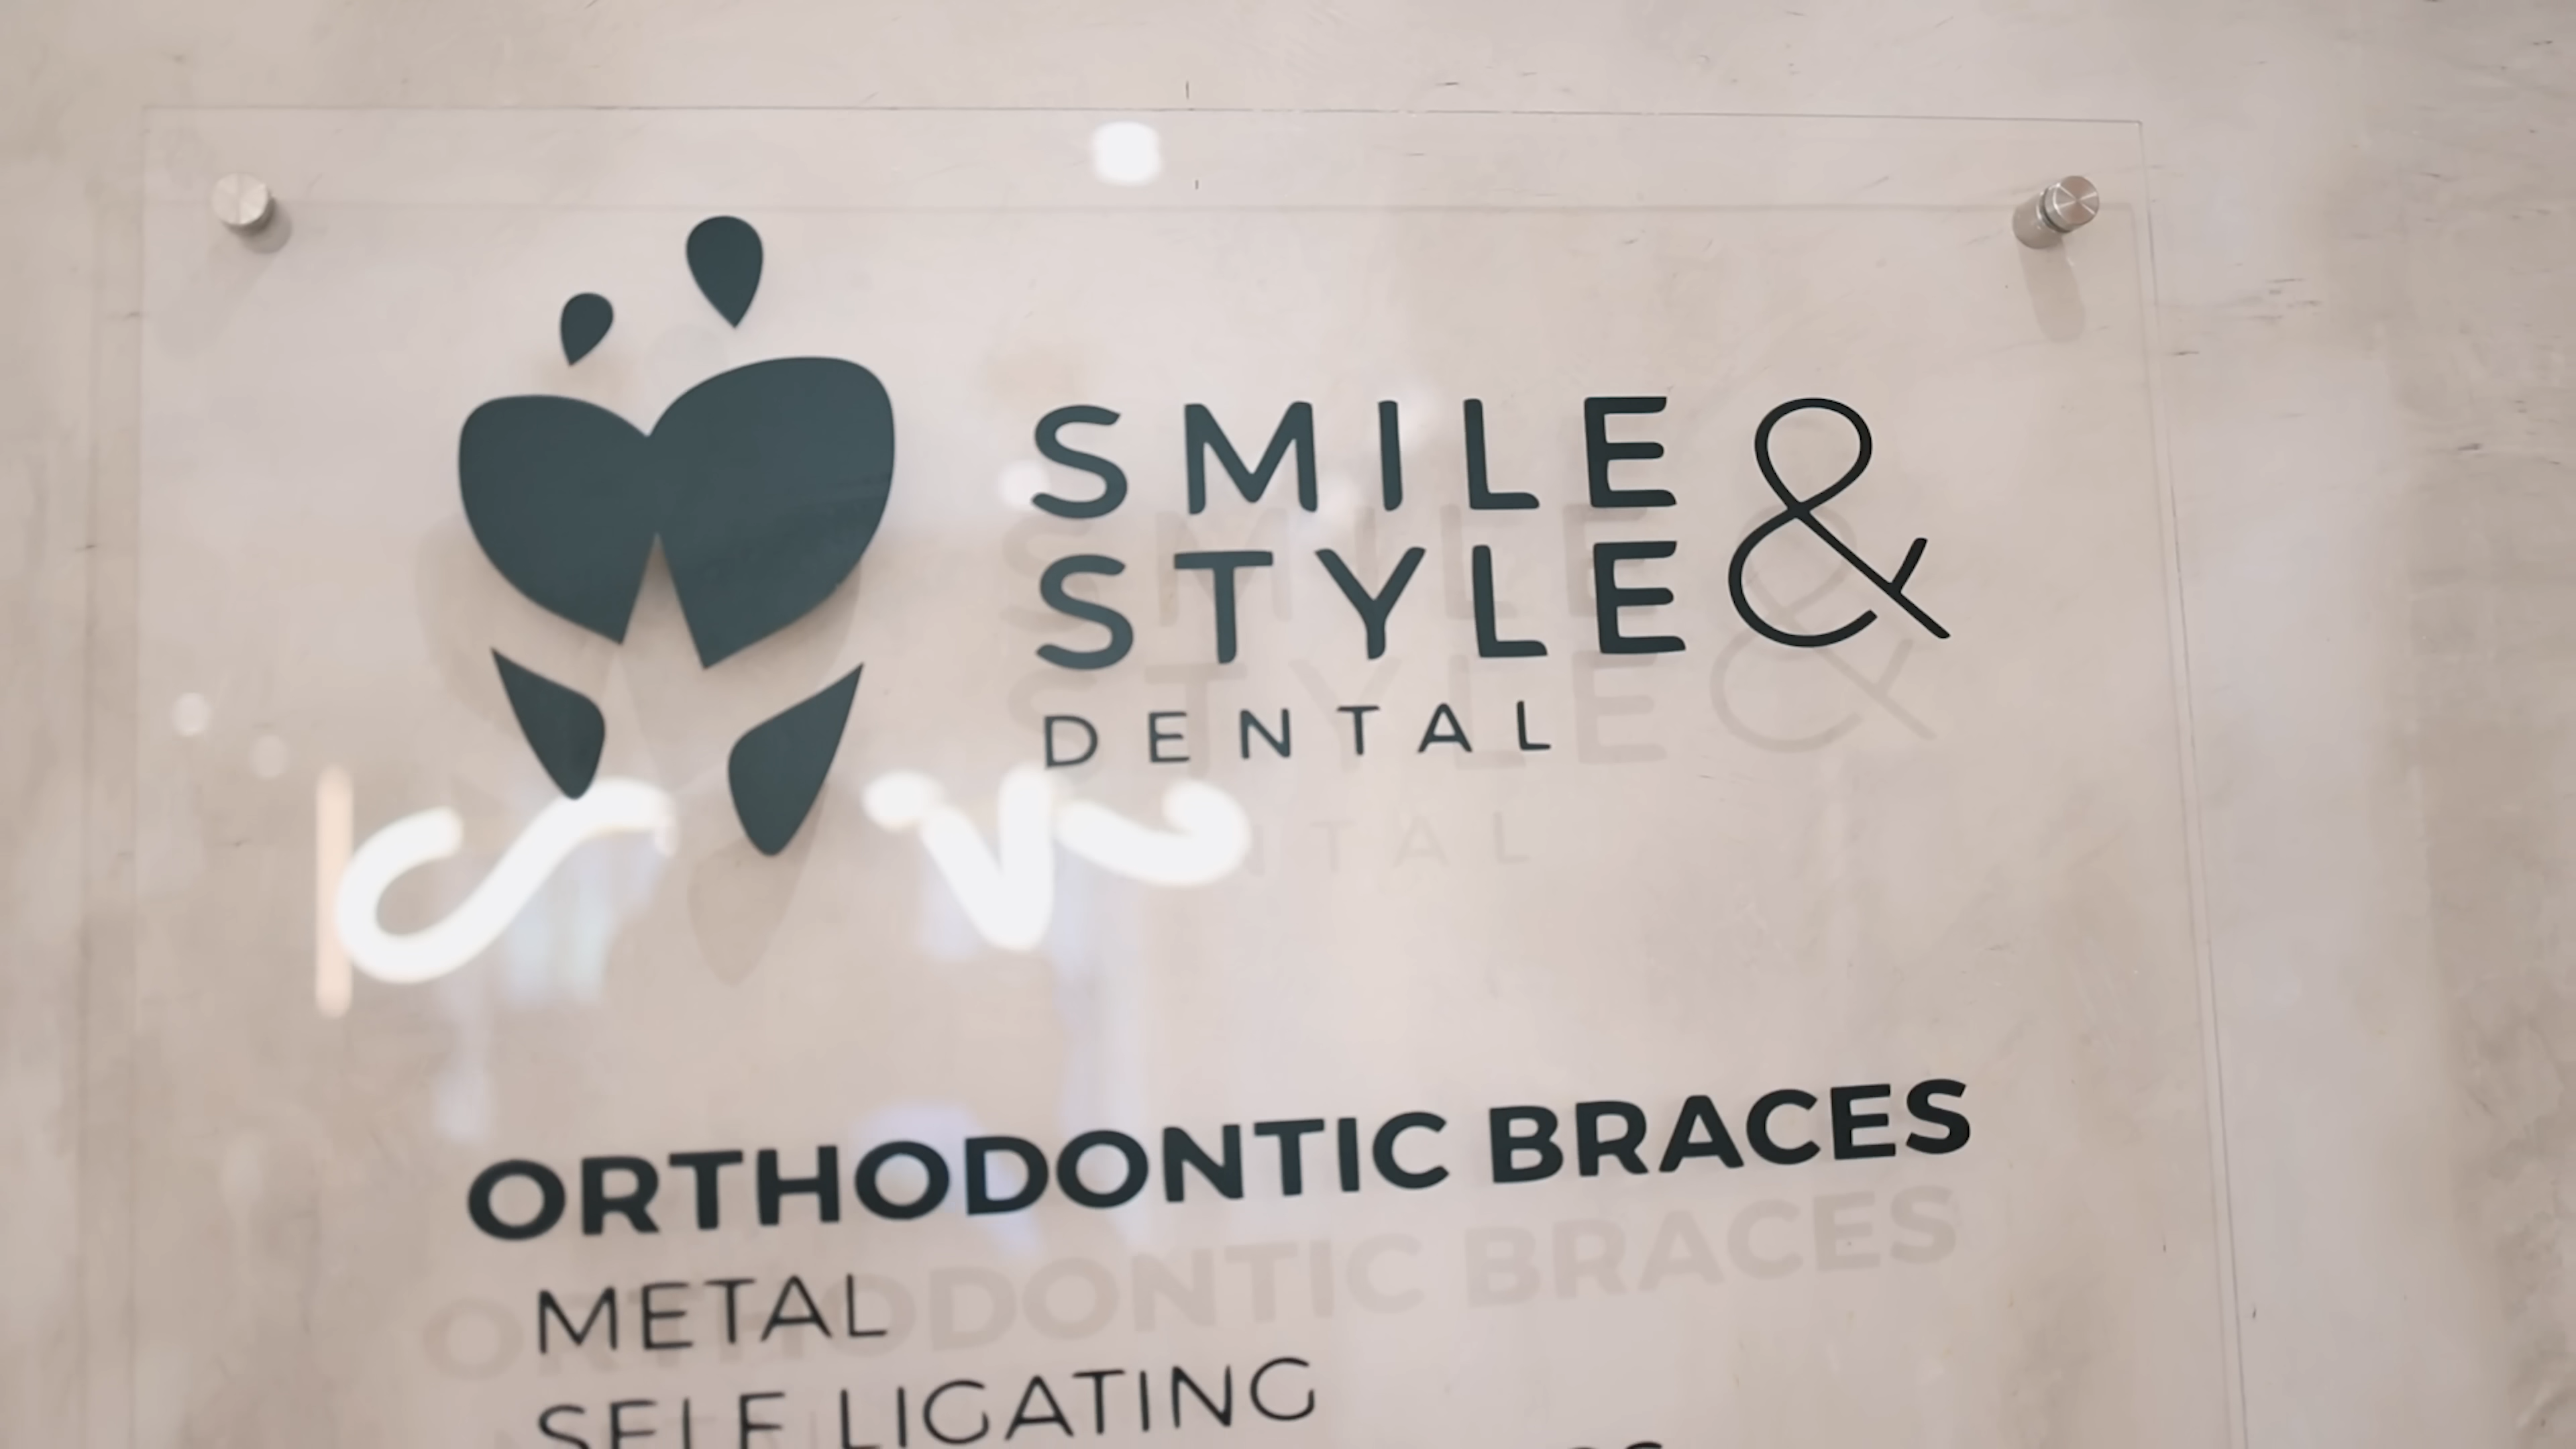 SMILE &
STYLE
DENTAL
ORTHODONTIC BRACES
METAL
SELF LIGATING